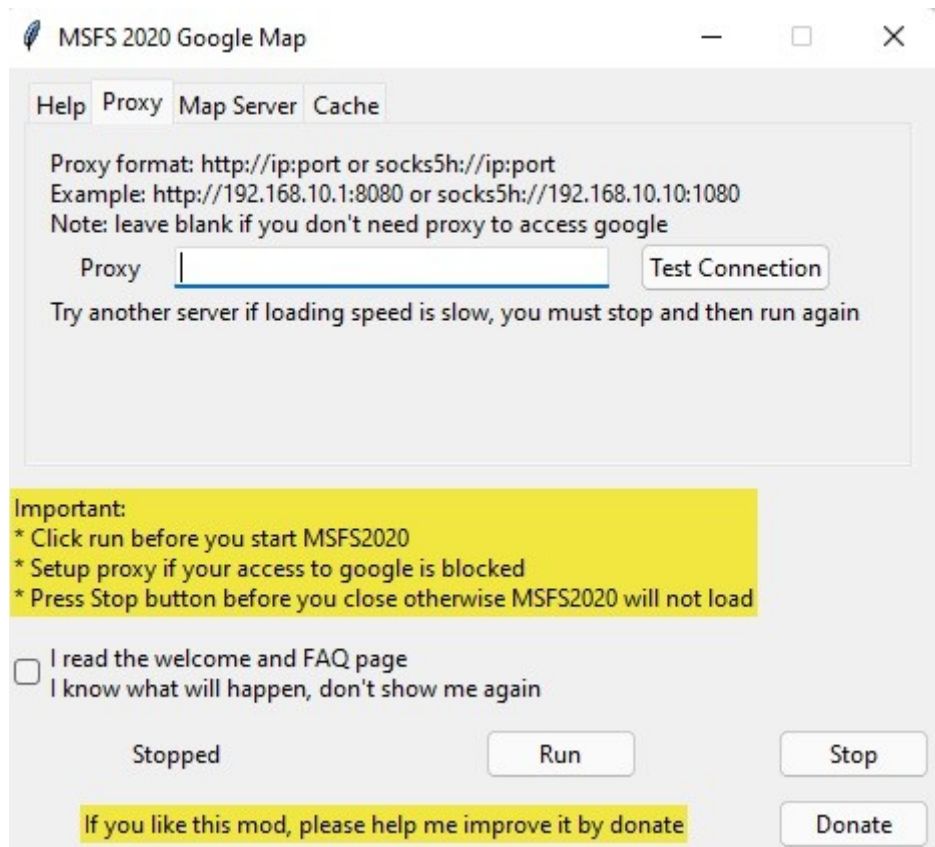 MSFS 2020 Google Map
Help Proxy Map Server Cache
Proxy format: http://ip:port or socks5h://ip:port
Example: http://192.168.10.1:8080 or socks5h://192.168.10.10:1080
Note: leave blank if you don't need proxy to access google
Proxy Test Connection
Try another server if loading speed is slow, you must stop and then run again
Important:
* Click run before you start MSFS2020
* Setup proxy if your access to google is blocked
* Press Stop button before you close otherwise MSFS2020 will not load
I read the welcome and FAQ page
I know what will happen, don't show me again
Stopped Run Stop
If you like this mod, please help me improve it by donate Donate